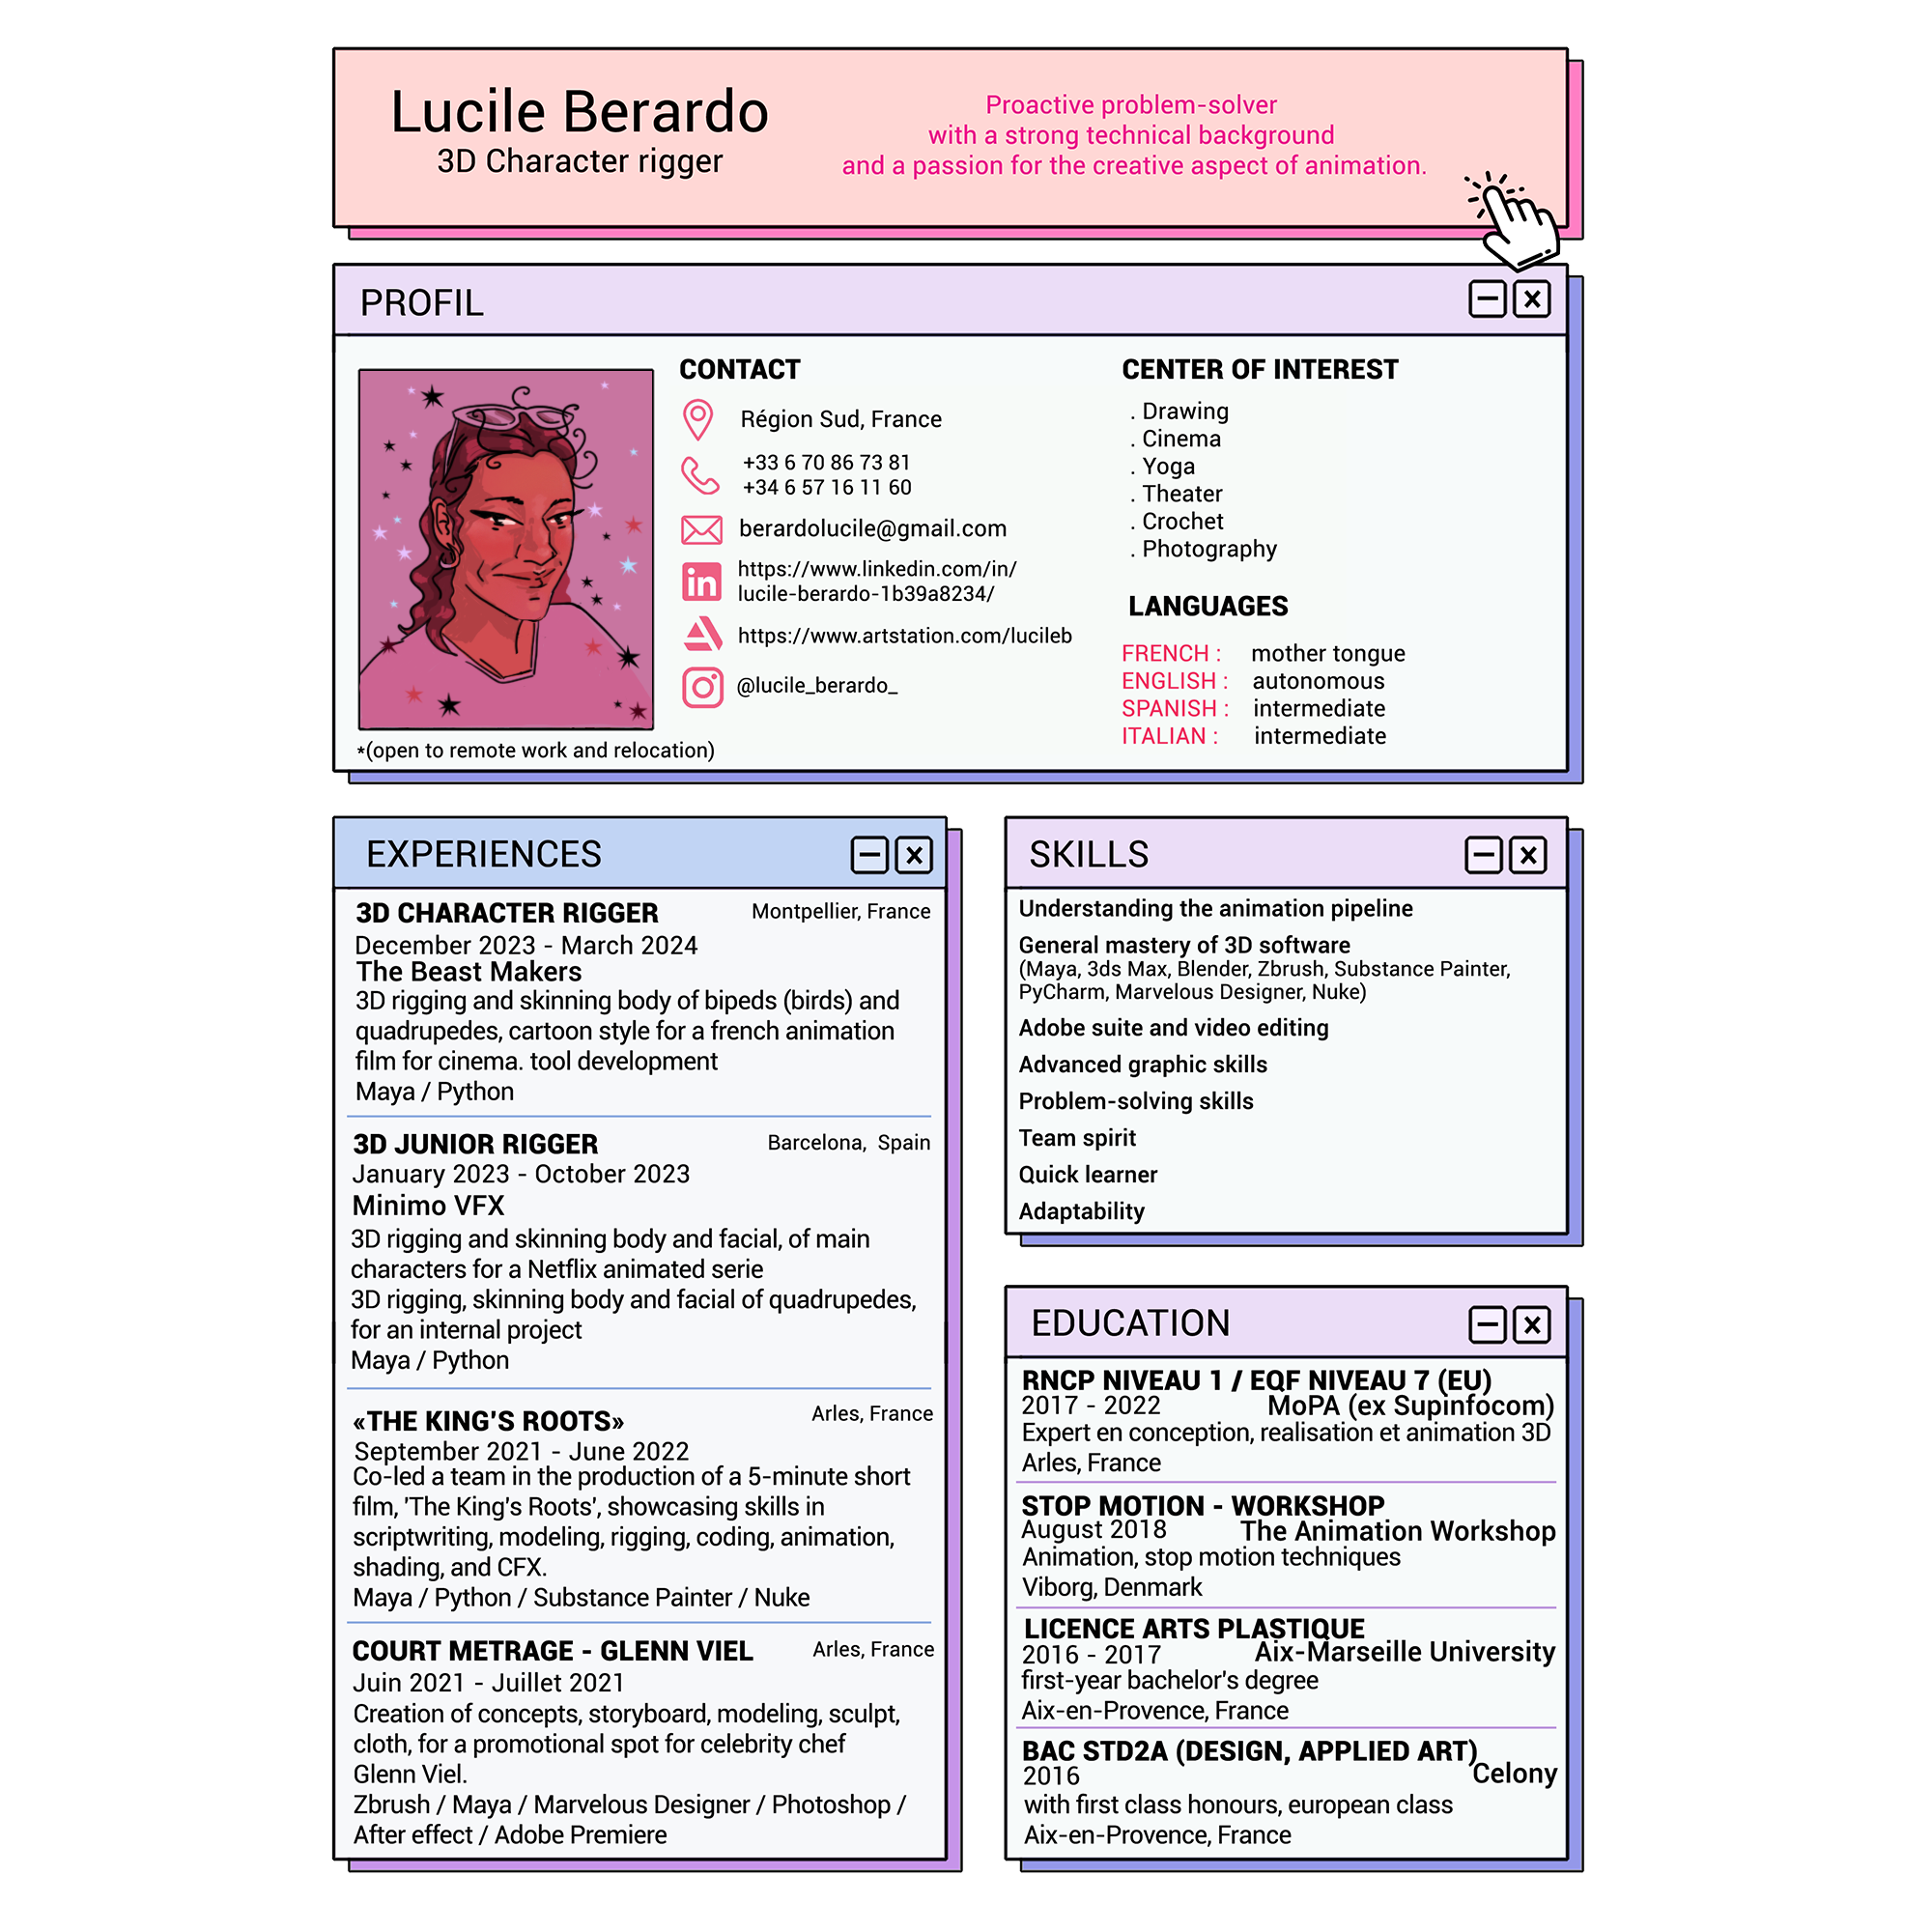 Lucile Berardo
3D Character rigger
Proactive problem-solver
with a strong technical background
and a passion for the creative aspect of animation.
PROFIL
CONTACT
Région Sud, France
+33 6 70 86 73 81
+34 6 57 16 11 60
berardolucile@gmail.com
https://www.linkedin.com/in/
lucile-berardo-1b39a8234/
https://www.artstation.com/lucileb
@lucile_berardo_
*(open to remote work and relocation)
CENTER OF INTEREST
. Drawing
. Cinema
. Yoga
. Theater
. Crochet
. Photography
LANGUAGES
FRENCH : mother tongue
ENGLISH : autonomous
SPANISH : intermediate
ITALIAN : intermediate
EXPERIENCES
3D CHARACTER RIGGER Montpellier, France
December 2023 - March 2024
The Beast Makers
3D rigging and skinning body of bipeds (birds) and
quadrupedes, cartoon style for a french animation
film for cinema. tool development
Maya / Python
3D JUNIOR RIGGER Barcelona, Spain
January 2023 - October 2023
Minimo VFX
3D rigging and skinning body and facial, of main
characters for a Netflix animated serie
3D rigging, skinning body and facial of quadrupedes,
for an internal project
Maya / Python
«THE KING'S ROOTS» Arles, France
September 2021 - June 2022
Co-led a team in the production of a 5-minute short
film, 'The King's Roots', showcasing skills in
scriptwriting, modeling, rigging, coding, animation,
shading, and CFX.
Maya / Python / Substance Painter / Nuke
COURT METRAGE - GLENN VIEL Arles, France
Juin 2021 - Juillet 2021
Creation of concepts, storyboard, modeling, sculpt,
cloth, for a promotional spot for celebrity chef
Glenn Viel.
Zbrush / Maya / Marvelous Designer / Photoshop /
After effect / Adobe Premiere
SKILLS
Understanding the animation pipeline
General mastery of 3D software
(Maya, 3ds Max, Blender, Zbrush, Substance Painter,
PyCharm, Marvelous Designer, Nuke)
Adobe suite and video editing
Advanced graphic skills
Problem-solving skills
Team spirit
Quick learner
Adaptability
EDUCATION
RNCP NIVEAU 1 / EQF NIVEAU 7 (EU)
2017 - 2022 MoPA (ex Supinfocom)
Expert en conception, realisation et animation 3D
Arles, France
STOP MOTION - WORKSHOP
August 2018 The Animation Workshop
Animation, stop motion techniques
Viborg, Denmark
LICENCE ARTS PLASTIQUE
2016 - 2017 Aix-Marseille University
first-year bachelor's degree
Aix-en-Provence, France
BAC STD2A (DESIGN, APPLIED ART)
2016 Celony
with first class honours, european class
Aix-en-Provence, France